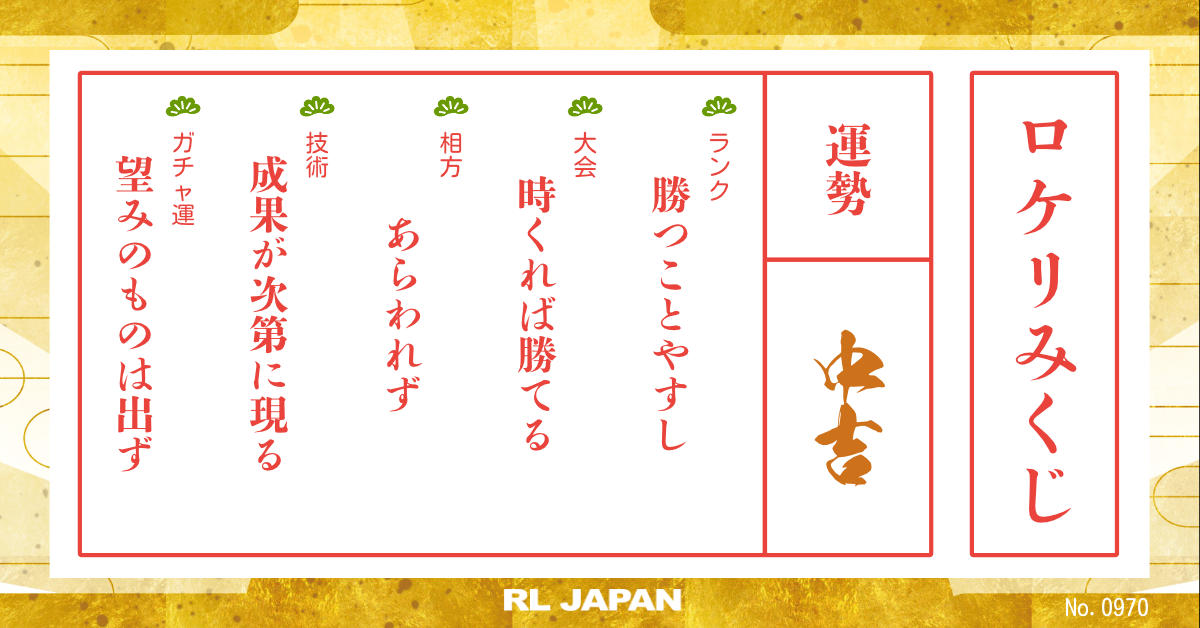 ロケリみくじ
運勢
中吉
ランク
勝つことやすし
大会
時くれば勝てる
相方
あらわれず
技術
成果が次第に現る
ガチャ運
望みのものは出ず
RL JAPAN
No. 0970